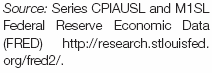 Source: Series CPIAUSL and M1SL
Federal Reserve Economic Data
(FRED) http://research.stlouisfed.
org/fred2/.